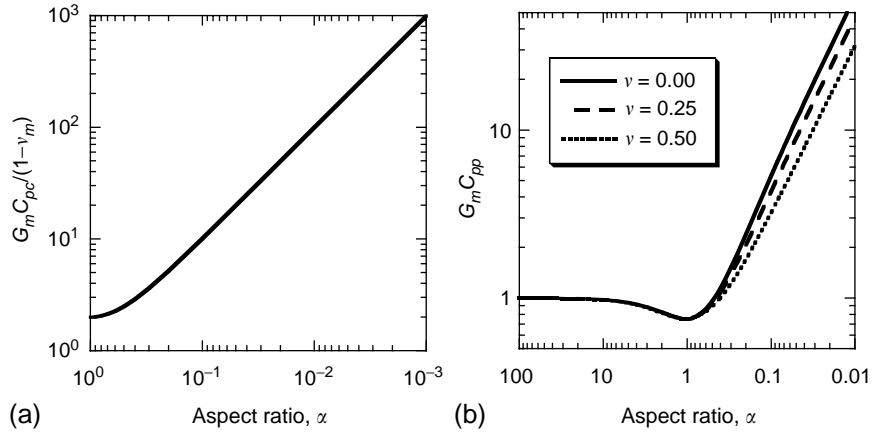 10³
10²
10¹
10⁰
G_m C_pc/(1−ν_m)
10⁰ 10⁻¹ 10⁻² 10⁻³
(a) Aspect ratio, α
ν = 0.00
ν = 0.25
ν = 0.50
10
1
G_m C_pp
100 10 1 0.1 0.01
(b) Aspect ratio, α